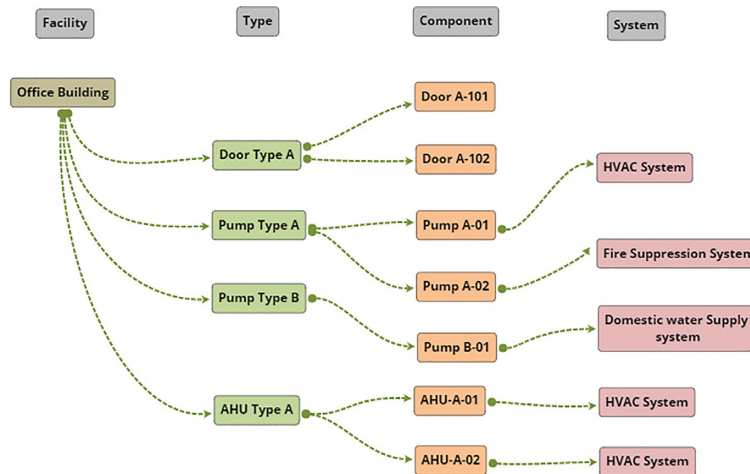 Facility
Type
Component
System
Office Building
Door Type A
Door A-101
Door A-102
HVAC System
Pump Type A
Pump A-01
Fire Suppression System
Pump A-02
Pump Type B
Domestic water Supply
system
Pump B-01
AHU Type A
AHU-A-01
HVAC System
AHU-A-02
HVAC System